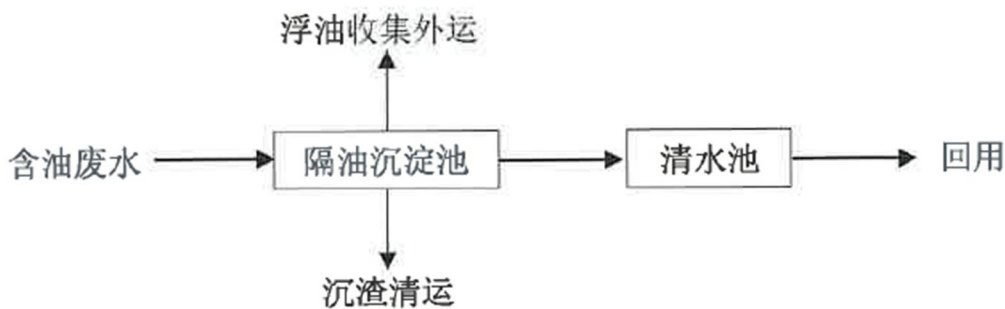 浮油收集外运
含油废水
隔油沉淀池
清水池
回用
沉渣清运